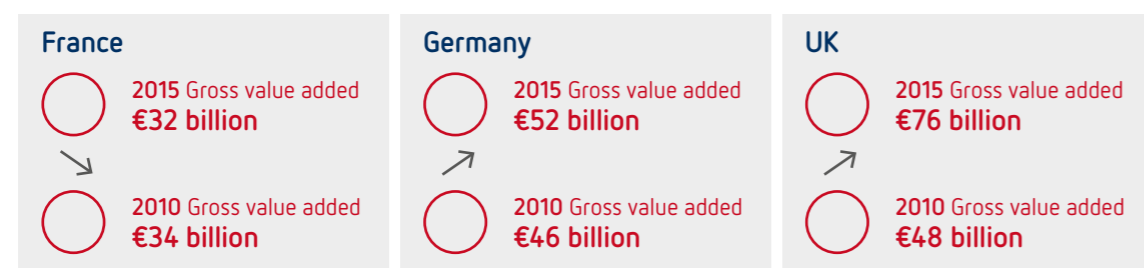 France
2015 Gross value added
€32 billion
2010 Gross value added
€34 billion
Germany
2015 Gross value added
€52 billion
2010 Gross value added
€46 billion
UK
2015 Gross value added
€76 billion
2010 Gross value added
€48 billion